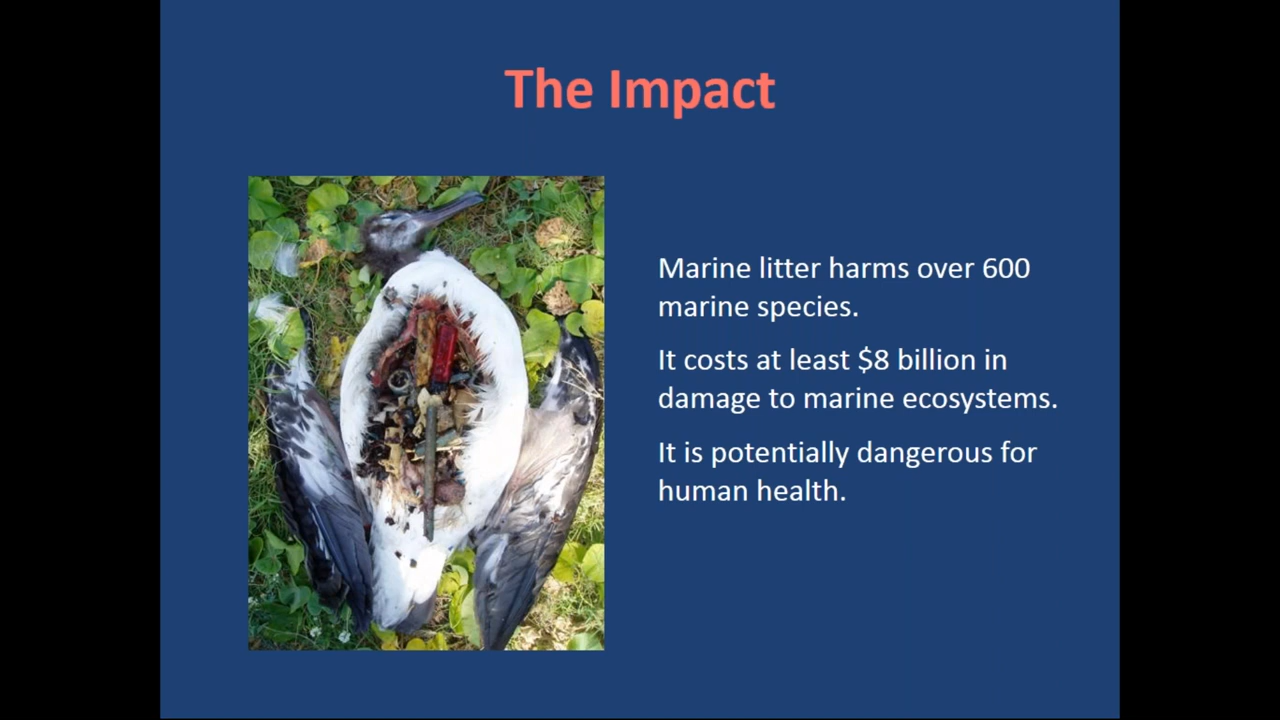 The Impact
Marine litter harms over 600
marine species.
It costs at least $8 billion in
damage to marine ecosystems.
It is potentially dangerous for
human health.